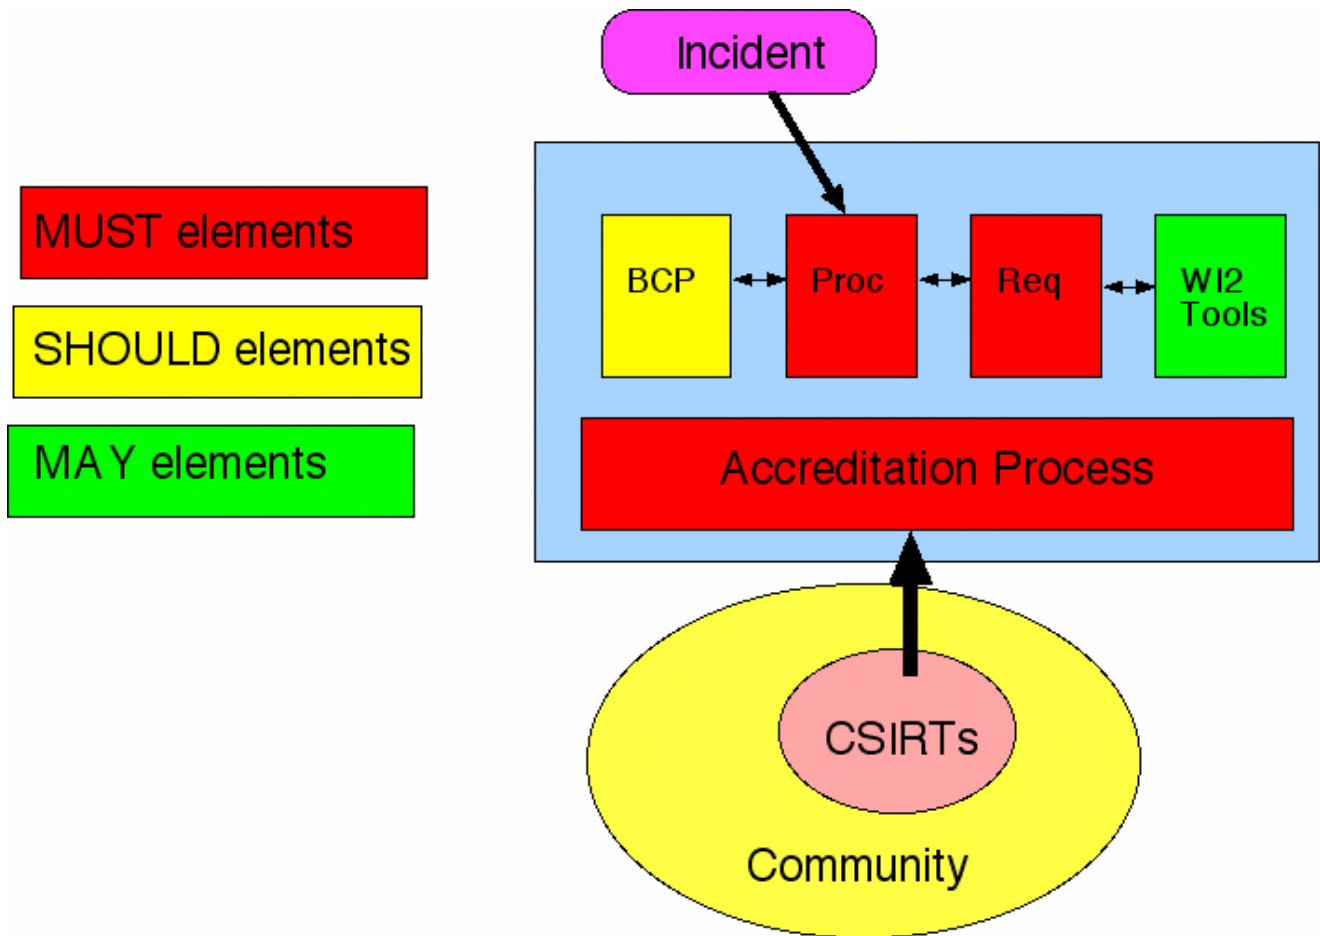 Incident
MUST elements
SHOULD elements
MAY elements
BCP
Proc
Req
WI2
Tools
Accreditation Process
CSIRTs
Community